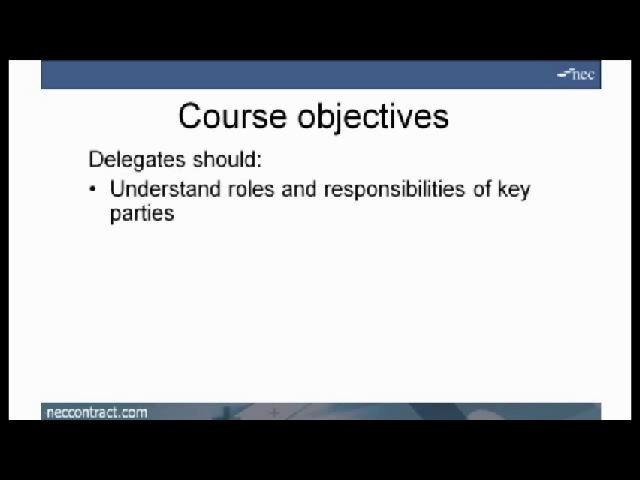 nec
Course objectives
Delegates should:
• Understand roles and responsibilities of key
parties
neccontract.com